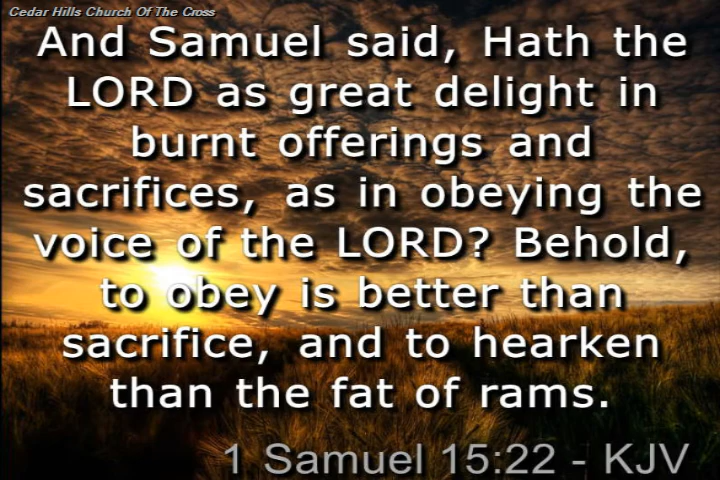 Cedar Hills Church Of The Cross
And Samuel said, Hath the
LORD as great delight in
burnt offerings and
sacrifices, as in obeying the
voice of the LORD? Behold,
to obey is better than
sacrifice, and to hearken
than the fat of rams.
1 Samuel 15:22 - KJV